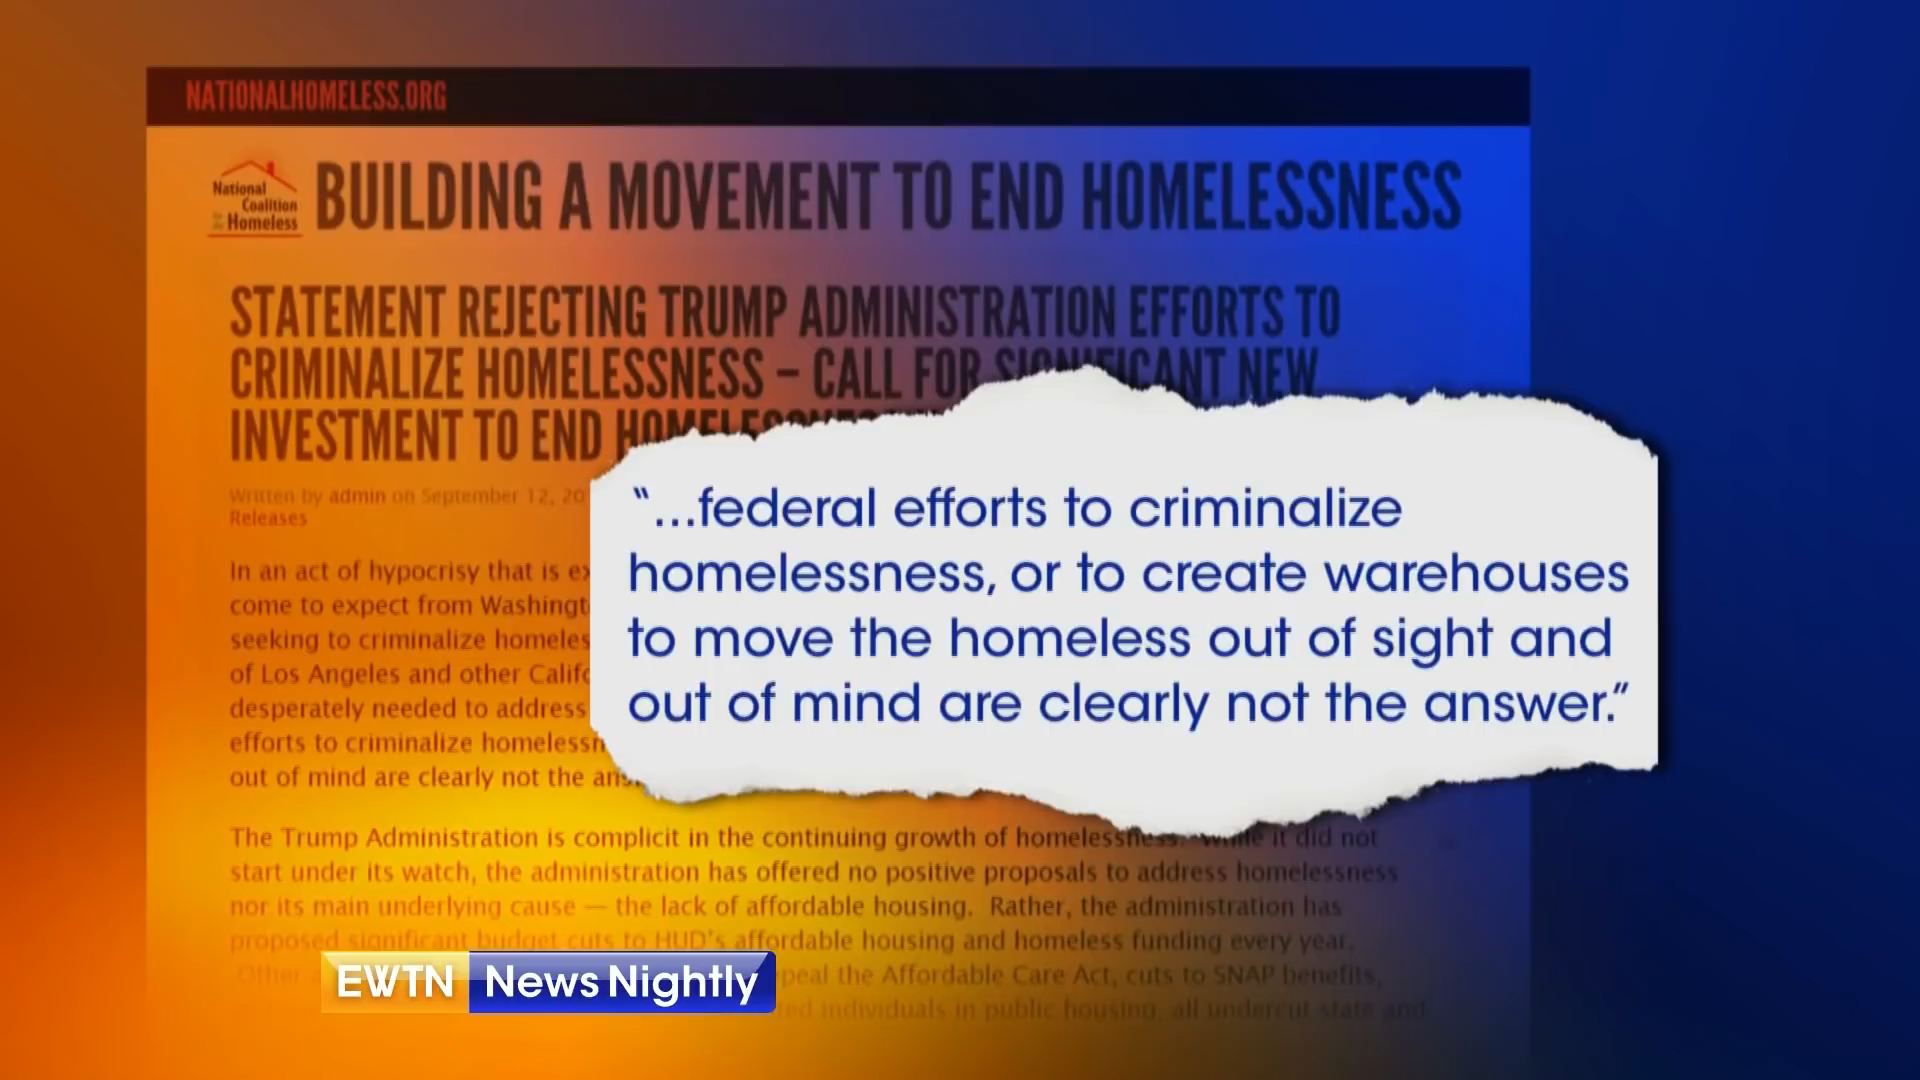 NATIONALHOMELESS.ORG
National
Coalition
Homeless
BUILDING A MOVEMENT TO END HOMELESSNESS
STATEMENT REJECTING TRUMP ADMINISTRATION EFFORTS TO
CRIMINALIZE HOMELESSNESS – CALL FOR SIGNIFICANT NEW
INVESTMENT TO END
Written by admin on September 12, 20
Releases
In an act of hypocrisy that is
come to expect from
seeking to criminalize
of Los Angeles and other
desperately needed to address
efforts to criminalize
out of mind are clearly not the
"...federal efforts to criminalize
homelessness, or to create warehouses
to move the homeless out of sight and
out of mind are clearly not the answer."
The Trump Administration is complicit in the continuing growth of homelessness. While it did not
start under its watch, the administration has offered no positive proposals to address homelessness
nor its main underlying cause — the lack of affordable housing. Rather, the administration has
proposed significant budget cuts to HUD's affordable housing and homeless funding every year.
Other
the Affordable Care Act, cuts to SNAP benefits,
individuals in public housing, all undercut state and
EWTN News Nightly